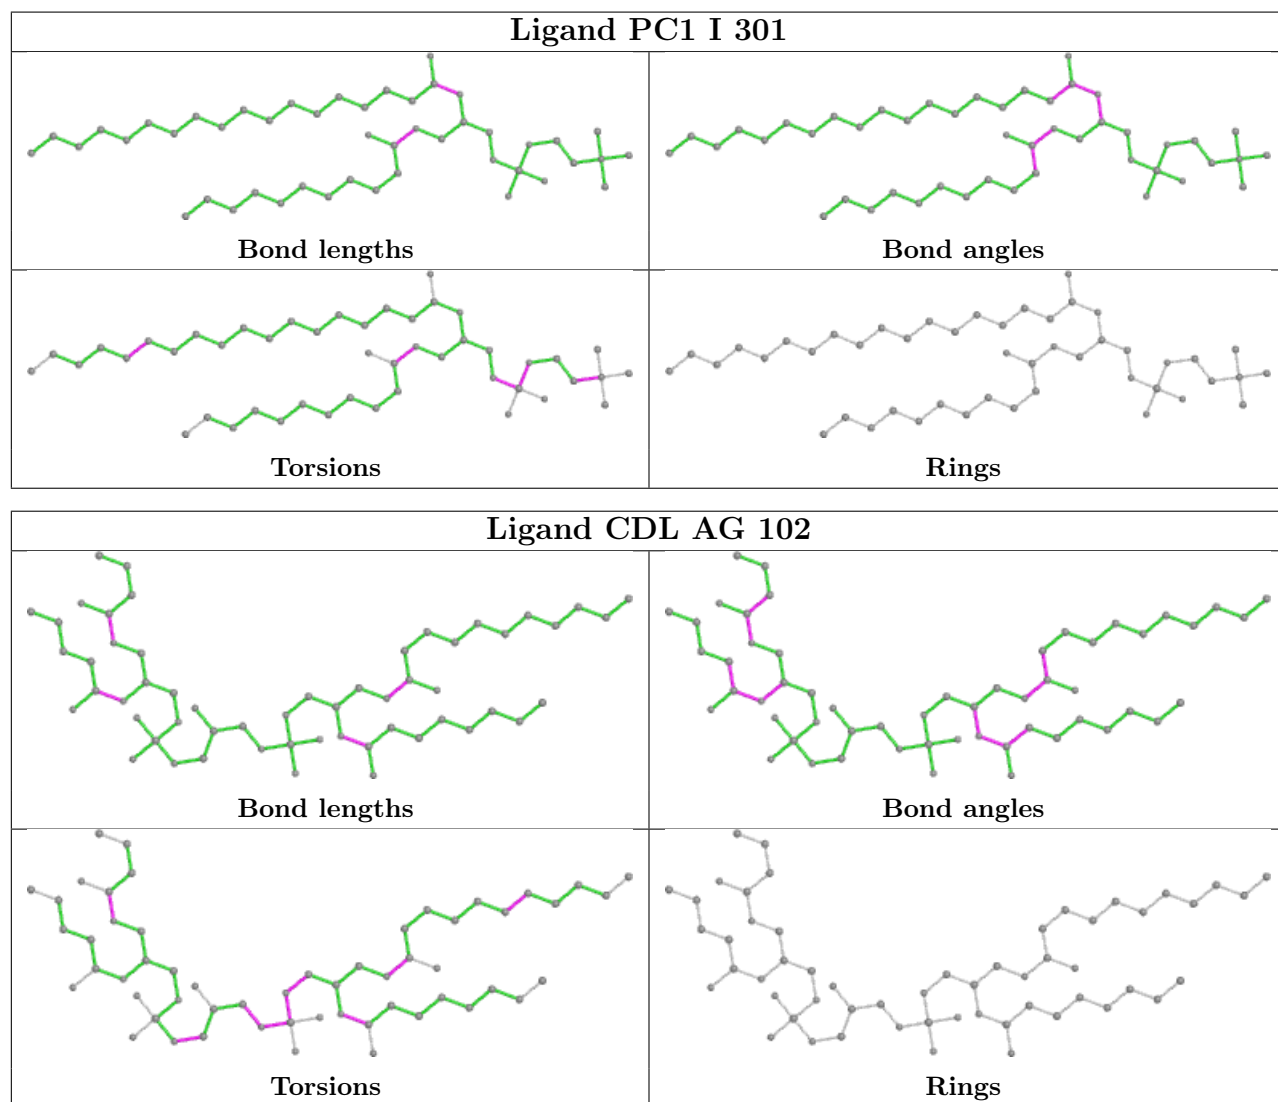 Ligand PC1 I 301
Bond lengths
Bond angles
Torsions
Rings
Ligand CDL AG 102
Bond lengths
Bond angles
Torsions
Rings